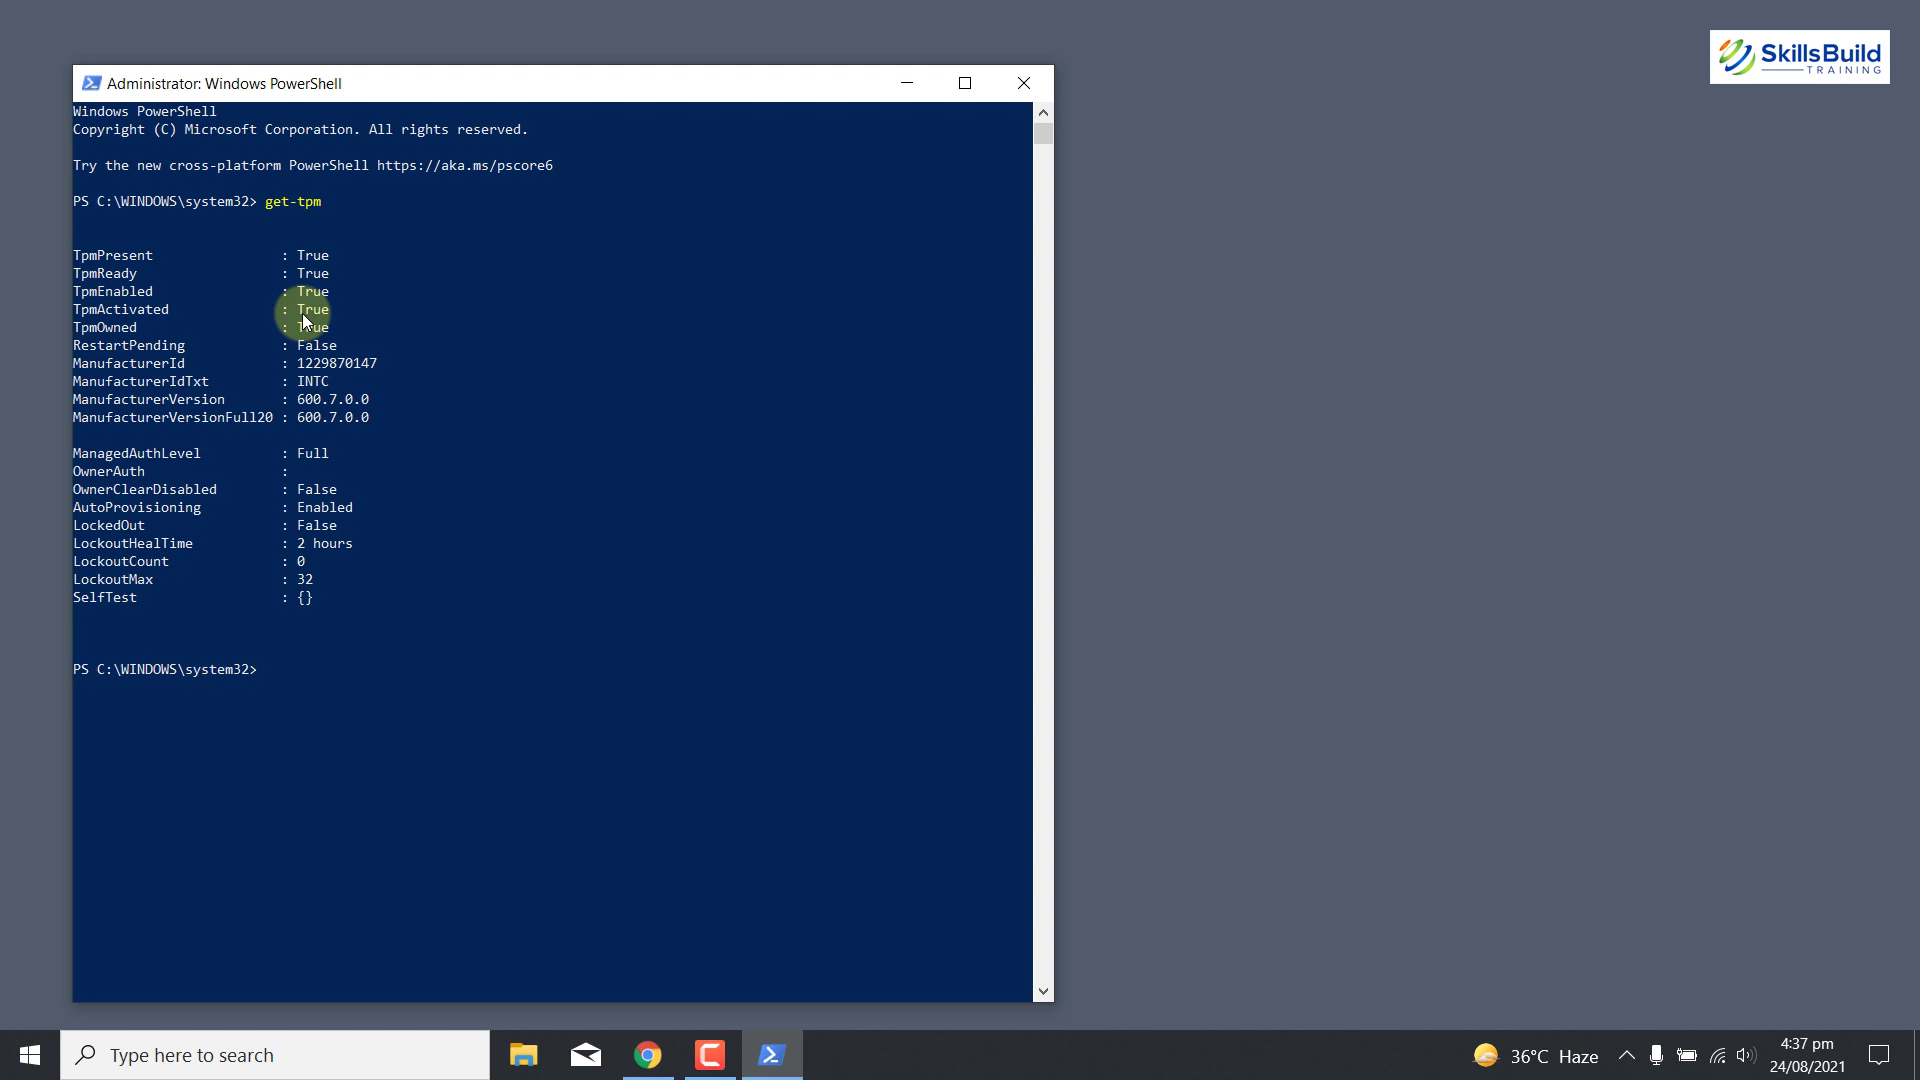 SkillsBuild
TRAINING
Administrator: Windows PowerShell
Windows PowerShell
Copyright (C) Microsoft Corporation. All rights reserved.
Try the new cross-platform PowerShell https://aka.ms/pscore6
PS C:\WINDOWS\system32> get-tpm
TpmPresent : True
TpmReady : True
TpmEnabled : True
TpmActivated : True
TpmOwned : True
RestartPending : False
ManufacturerId : 1229870147
ManufacturerIdTxt : INTC
ManufacturerVersion : 600.7.0.0
ManufacturerVersionFull20 : 600.7.0.0
ManagedAuthLevel : Full
OwnerAuth :
OwnerClearDisabled : False
AutoProvisioning : Enabled
LockedOut : False
LockoutHealTime : 2 hours
LockoutCount : 0
LockoutMax : 32
SelfTest : {}
PS C:\WINDOWS\system32>
Type here to search
36°C Haze
4:37 pm
24/08/2021